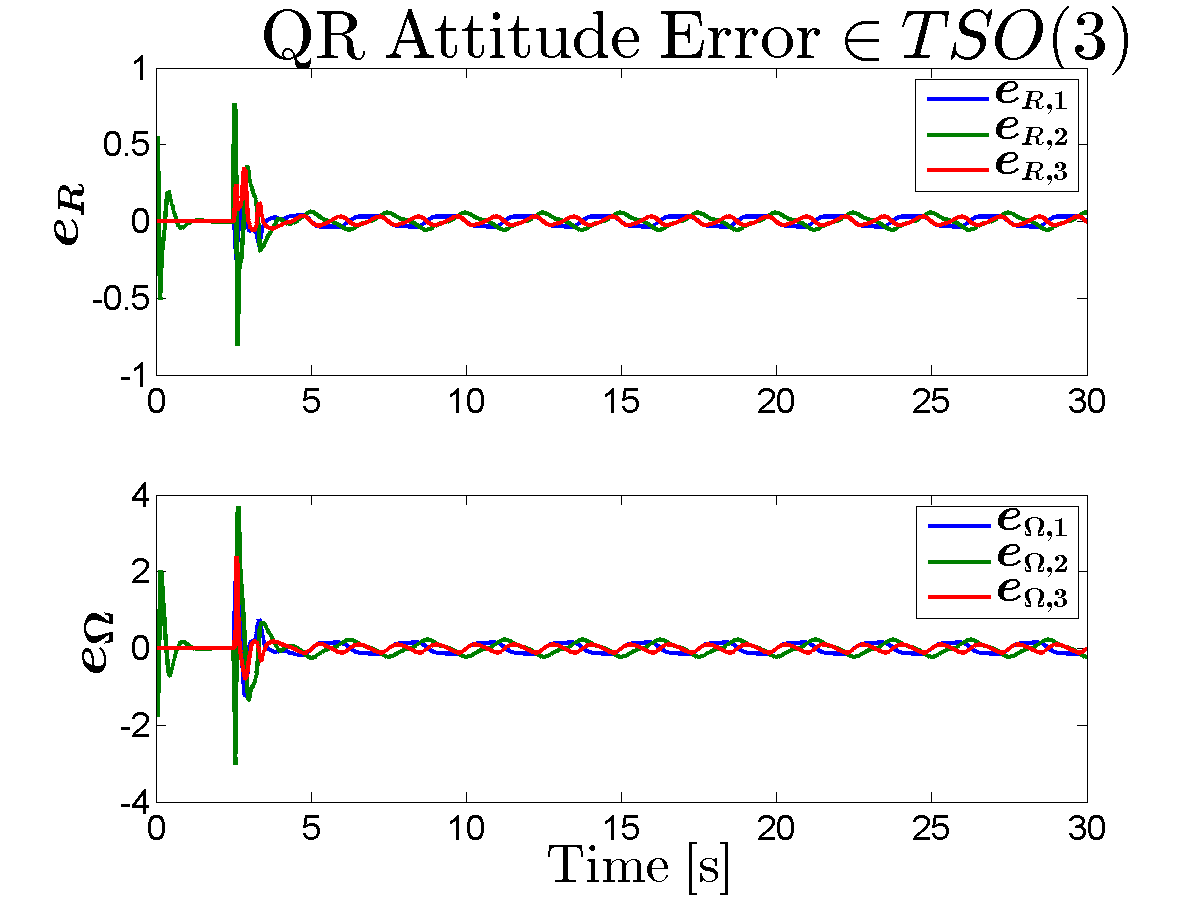 QR Attitude Error ∈ TSO(3)
1
0.5
0
-0.5
-1
e_R
e_{R,1}
e_{R,2}
e_{R,3}
0 5 10 15 20 25 30
4
2
0
-2
-4
e_Ω
e_{Ω,1}
e_{Ω,2}
e_{Ω,3}
0 5 10 15 20 25 30
Time [s]